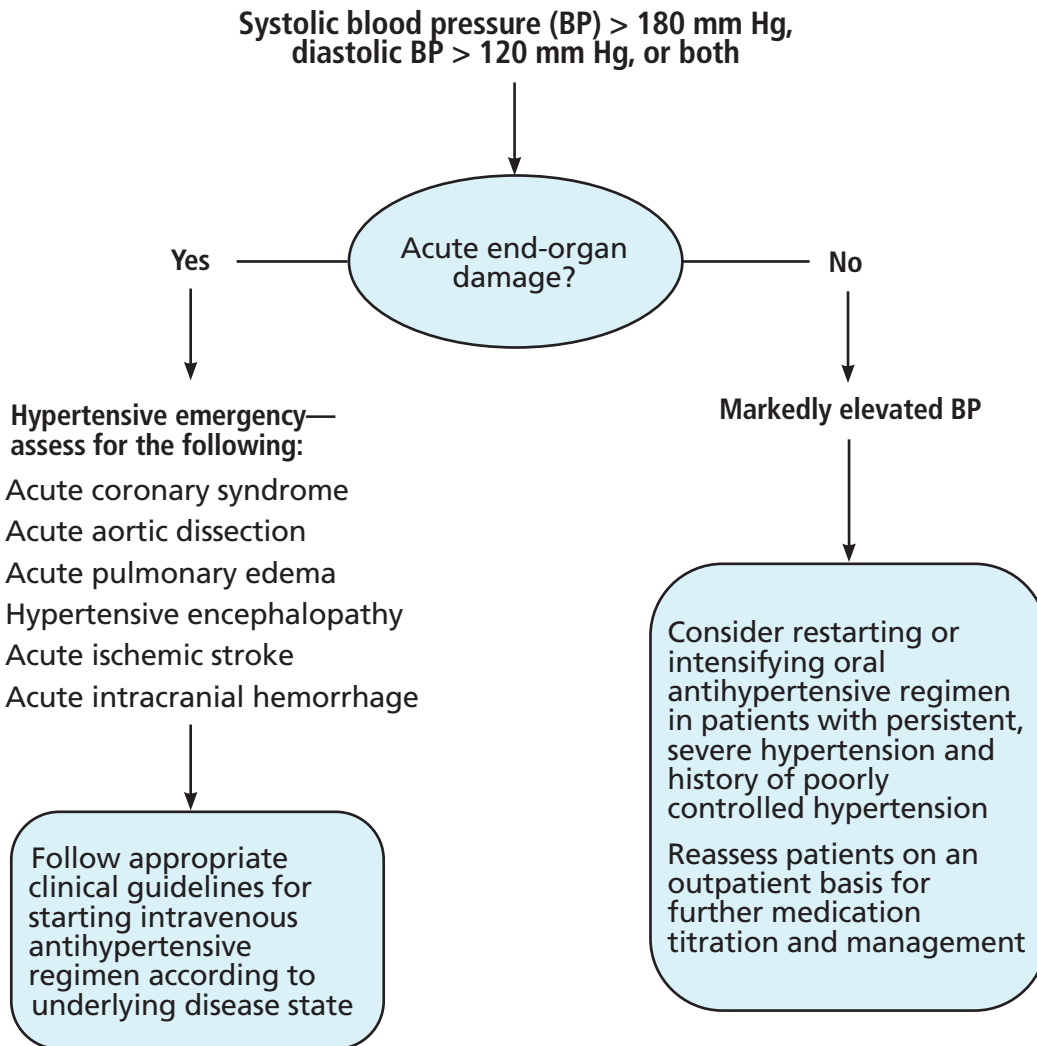 Systolic blood pressure (BP) > 180 mm Hg,
diastolic BP > 120 mm Hg, or both
Acute end-organ
damage?
Yes
No
Hypertensive emergency—
assess for the following:
Acute coronary syndrome
Acute aortic dissection
Acute pulmonary edema
Hypertensive encephalopathy
Acute ischemic stroke
Acute intracranial hemorrhage
Follow appropriate
clinical guidelines for
starting intravenous
antihypertensive
regimen according to
underlying disease state
Markedly elevated BP
Consider restarting or
intensifying oral
antihypertensive regimen
in patients with persistent,
severe hypertension and
history of poorly
controlled hypertension
Reassess patients on an
outpatient basis for
further medication
titration and management